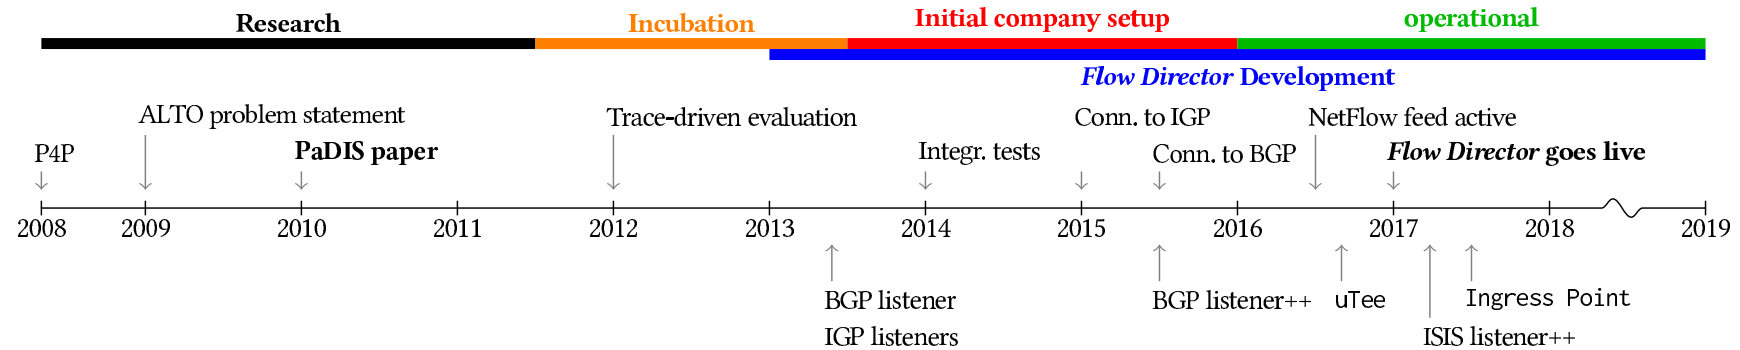 Research
Incubation
Initial company setup
operational
Flow Director Development
ALTO problem statement
Trace-driven evaluation
Conn. to IGP
NetFlow feed active
P4P
PaDIS paper
Integr. tests
Conn. to BGP
Flow Director goes live
2008 2009 2010 2011 2012 2013 2014 2015 2016 2017 2018 2019
BGP listener
IGP listeners
BGP listener++
uTee
Ingress Point
ISIS listener++